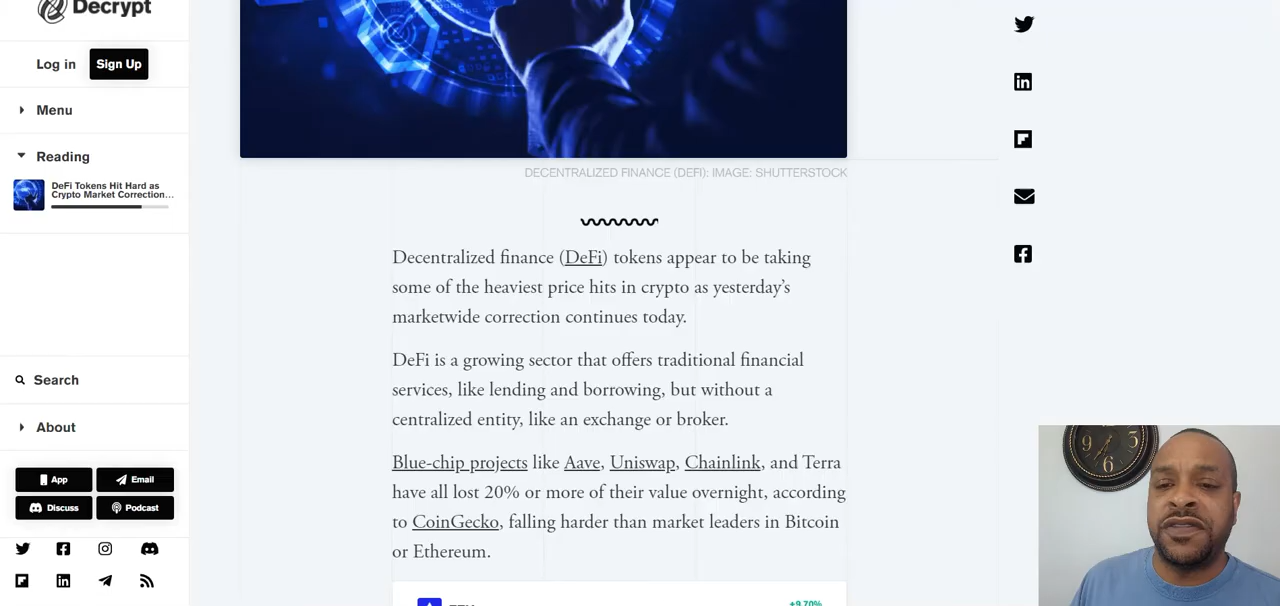 Decrypt
Log in
Sign Up
Menu
Reading
DeFi Tokens Hit Hard as
Crypto Market Correction...
Search
About
App
Email
Discuss
Podcast
DECENTRALIZED FINANCE (DEFI): IMAGE: SHUTTERSTOCK
Decentralized finance (DeFi) tokens appear to be taking
some of the heaviest price hits in crypto as yesterday’s
marketwide correction continues today.
DeFi is a growing sector that offers traditional financial
services, like lending and borrowing, but without a
centralized entity, like an exchange or broker.
Blue-chip projects like Aave, Uniswap, Chainlink, and Terra
have all lost 20% or more of their value overnight, according
to CoinGecko, falling harder than market leaders in Bitcoin
or Ethereum.
+9.70%
3
6